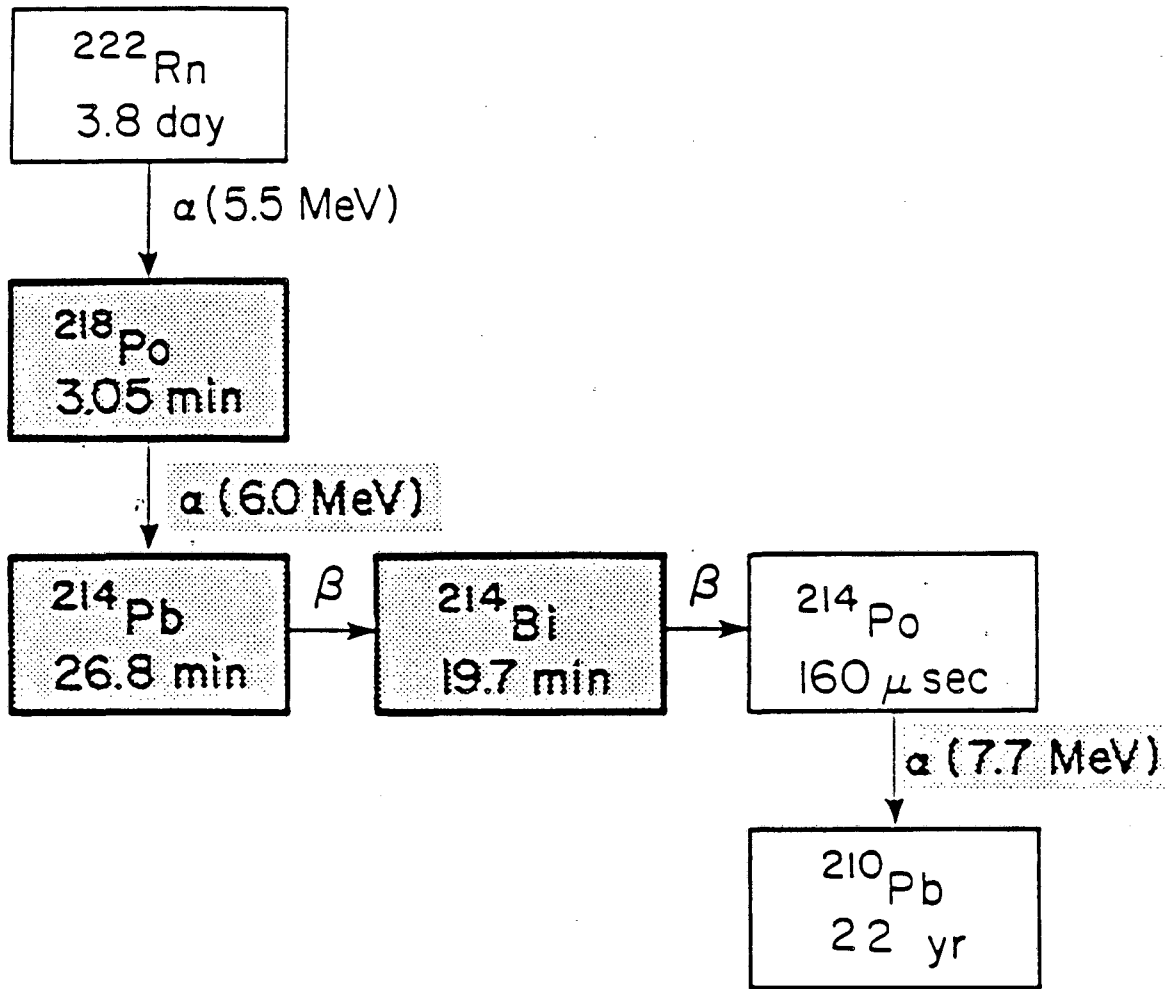 ²²²Rn
3.8 day
α (5.5 MeV)
²¹⁸Po
3.05 min
α (6.0 MeV)
²¹⁴Pb
26.8 min
β
²¹⁴Bi
19.7 min
β
²¹⁴Po
160 μ sec
α (7.7 MeV)
²¹⁰Pb
22 yr